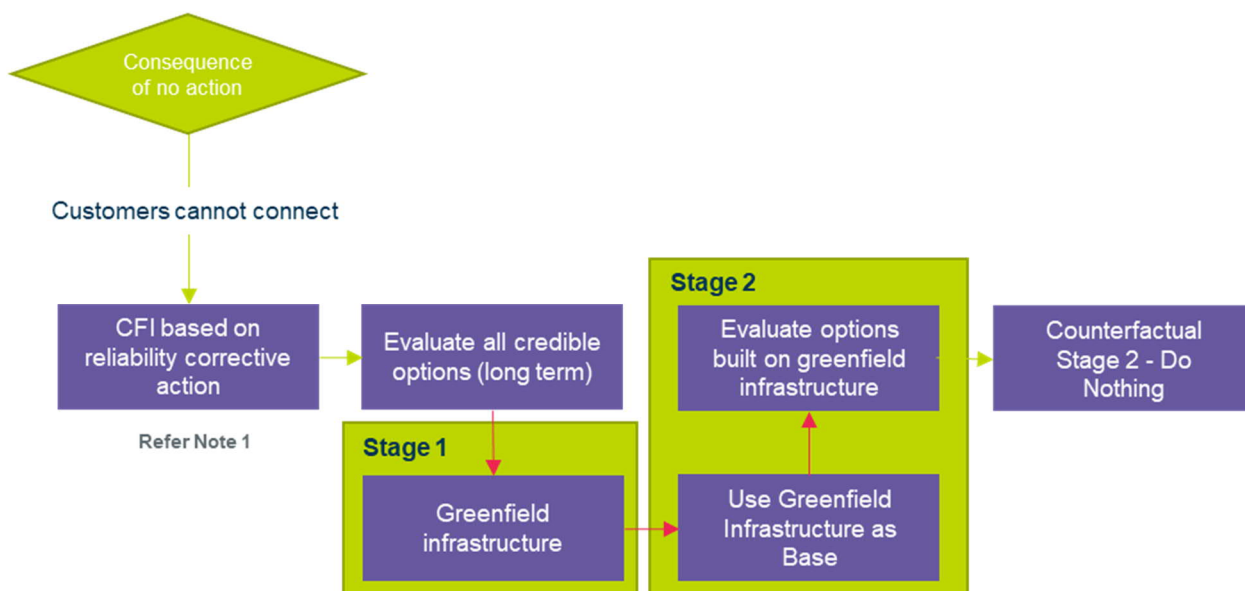 Consequence
of no action
Customers cannot connect
CFI based on
reliability corrective
action
Refer Note 1
Evaluate all credible
options (long term)
Stage 1
Greenfield
infrastructure
Stage 2
Evaluate options
built on greenfield
infrastructure
Use Greenfield
Infrastructure as
Base
Counterfactual
Stage 2 - Do
Nothing